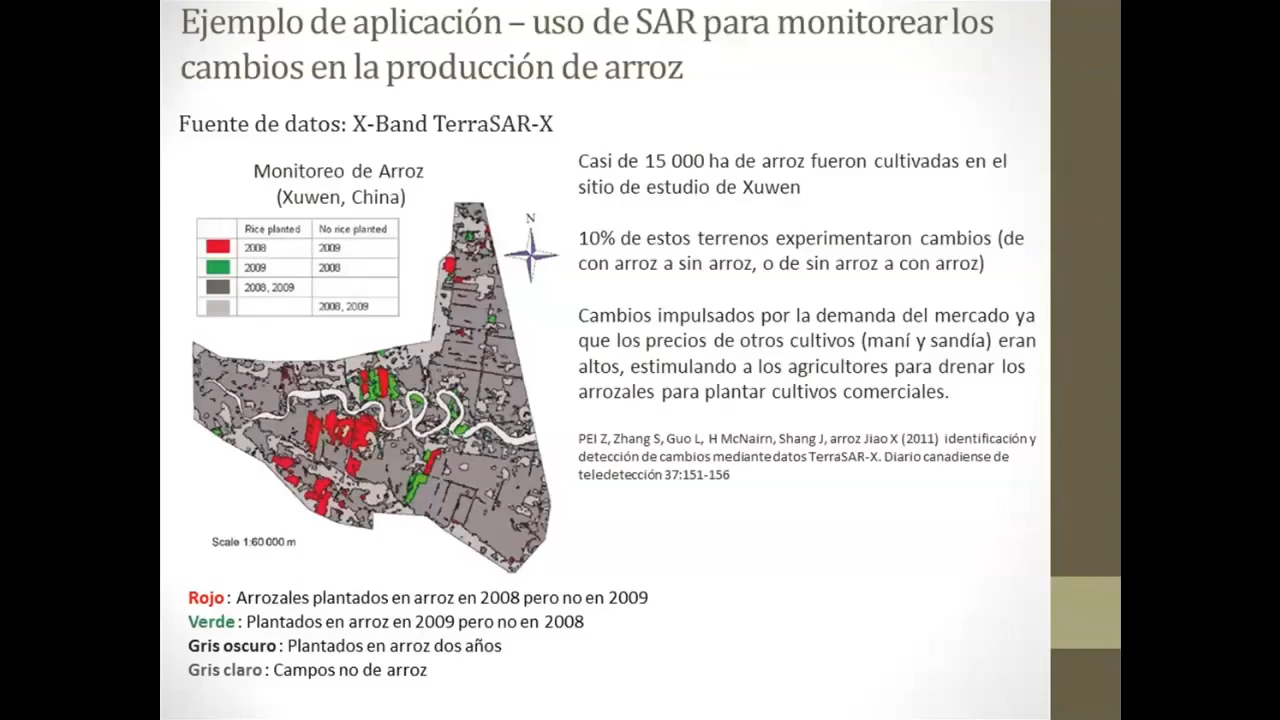 Ejemplo de aplicación – uso de SAR para monitorear los
cambios en la producción de arroz
Fuente de datos: X-Band TerraSAR-X
Monitoreo de Arroz
(Xuwen, China)
Rice planted No rice planted
2008 2009
2009 2008
2008, 2009
2008, 2009
N
Scale 1:60 000 m
Casi de 15 000 ha de arroz fueron cultivadas en el
sitio de estudio de Xuwen
10% de estos terrenos experimentaron cambios (de
con arroz a sin arroz, o de sin arroz a con arroz)
Cambios impulsados por la demanda del mercado ya
que los precios de otros cultivos (maní y sandía) eran
altos, estimulando a los agricultores para drenar los
arrozales para plantar cultivos comerciales.
PEI Z, Zhang S, Guo L, H McNairn, Shang J, arroz Jiao X (2011) identificación y
detección de cambios mediante datos TerraSAR-X. Diario canadiense de
teledetección 37:151-156
Rojo : Arrozales plantados en arroz en 2008 pero no en 2009
Verde : Plantados en arroz en 2009 pero no en 2008
Gris oscuro : Plantados en arroz dos años
Gris claro : Campos no de arroz